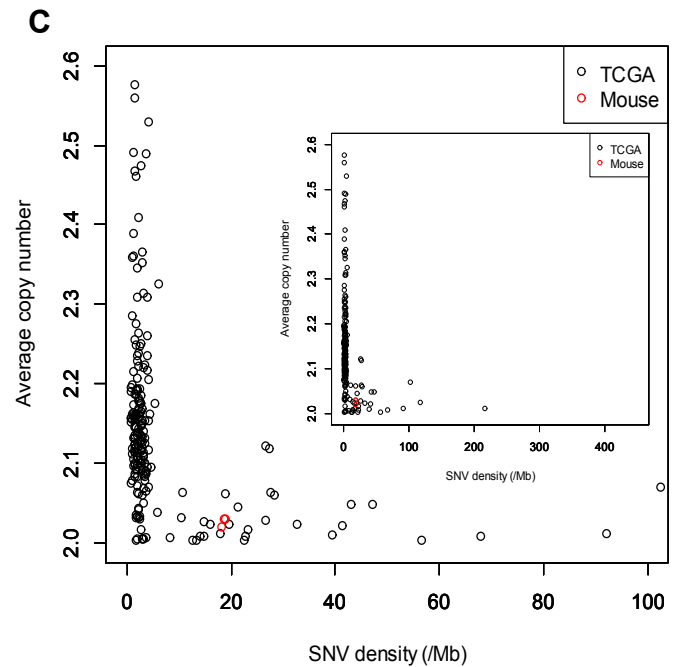 C
TCGA
Mouse
Average copy number
2.6
2.5
2.4
2.3
2.2
2.1
2.0
0 20 40 60 80 100
SNV density (/Mb)
TCGA
Mouse
Average copy number
2.6
2.5
2.4
2.3
2.2
2.1
2.0
0 100 200 300 400
SNV density (/Mb)